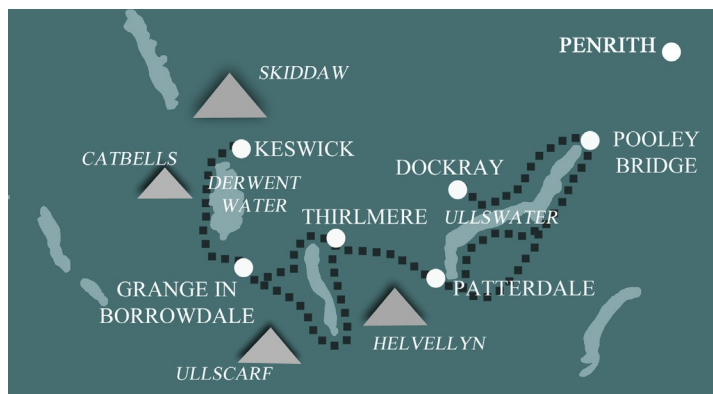 PENRITH
SKIDDAW
KESWICK
CATBELLS
DERWENT
WATER
DOCKRAY
POOLEY
BRIDGE
THIRLMERE
ULLSWATER
GRANGE IN
BORROWDALE
PATTERDALE
HELVELLYN
ULLSCARF